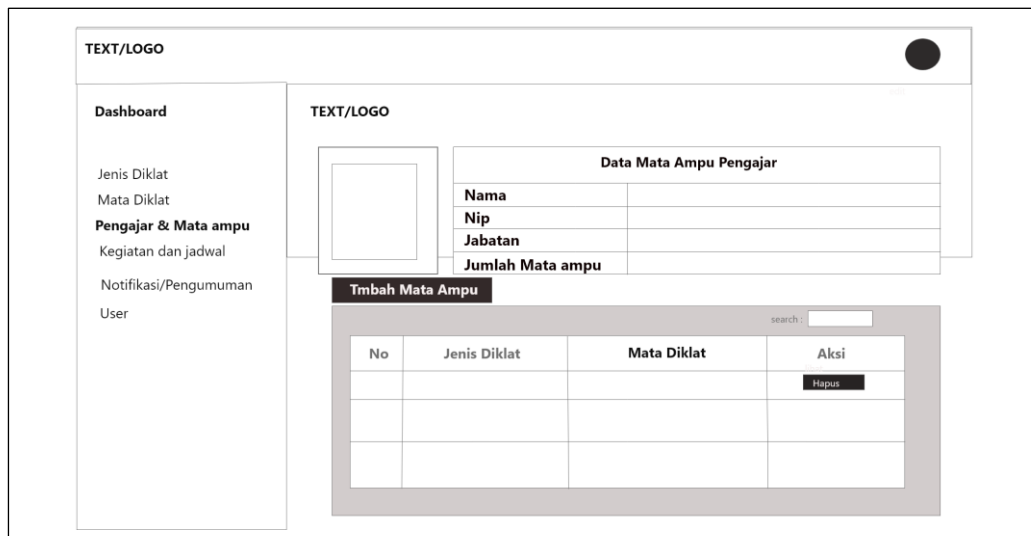 TEXT/LOGO
Dashboard
Jenis Diklat
Mata Diklat
Pengajar & Mata ampu
Kegiatan dan jadwal
Notifikasi/Pengumuman
User
TEXT/LOGO
Data Mata Ampu Pengajar
Nama
Nip
Jabatan
Jumlah Mata ampu
Tmbah Mata Ampu
search :
No Jenis Diklat Mata Diklat Aksi
Hapus